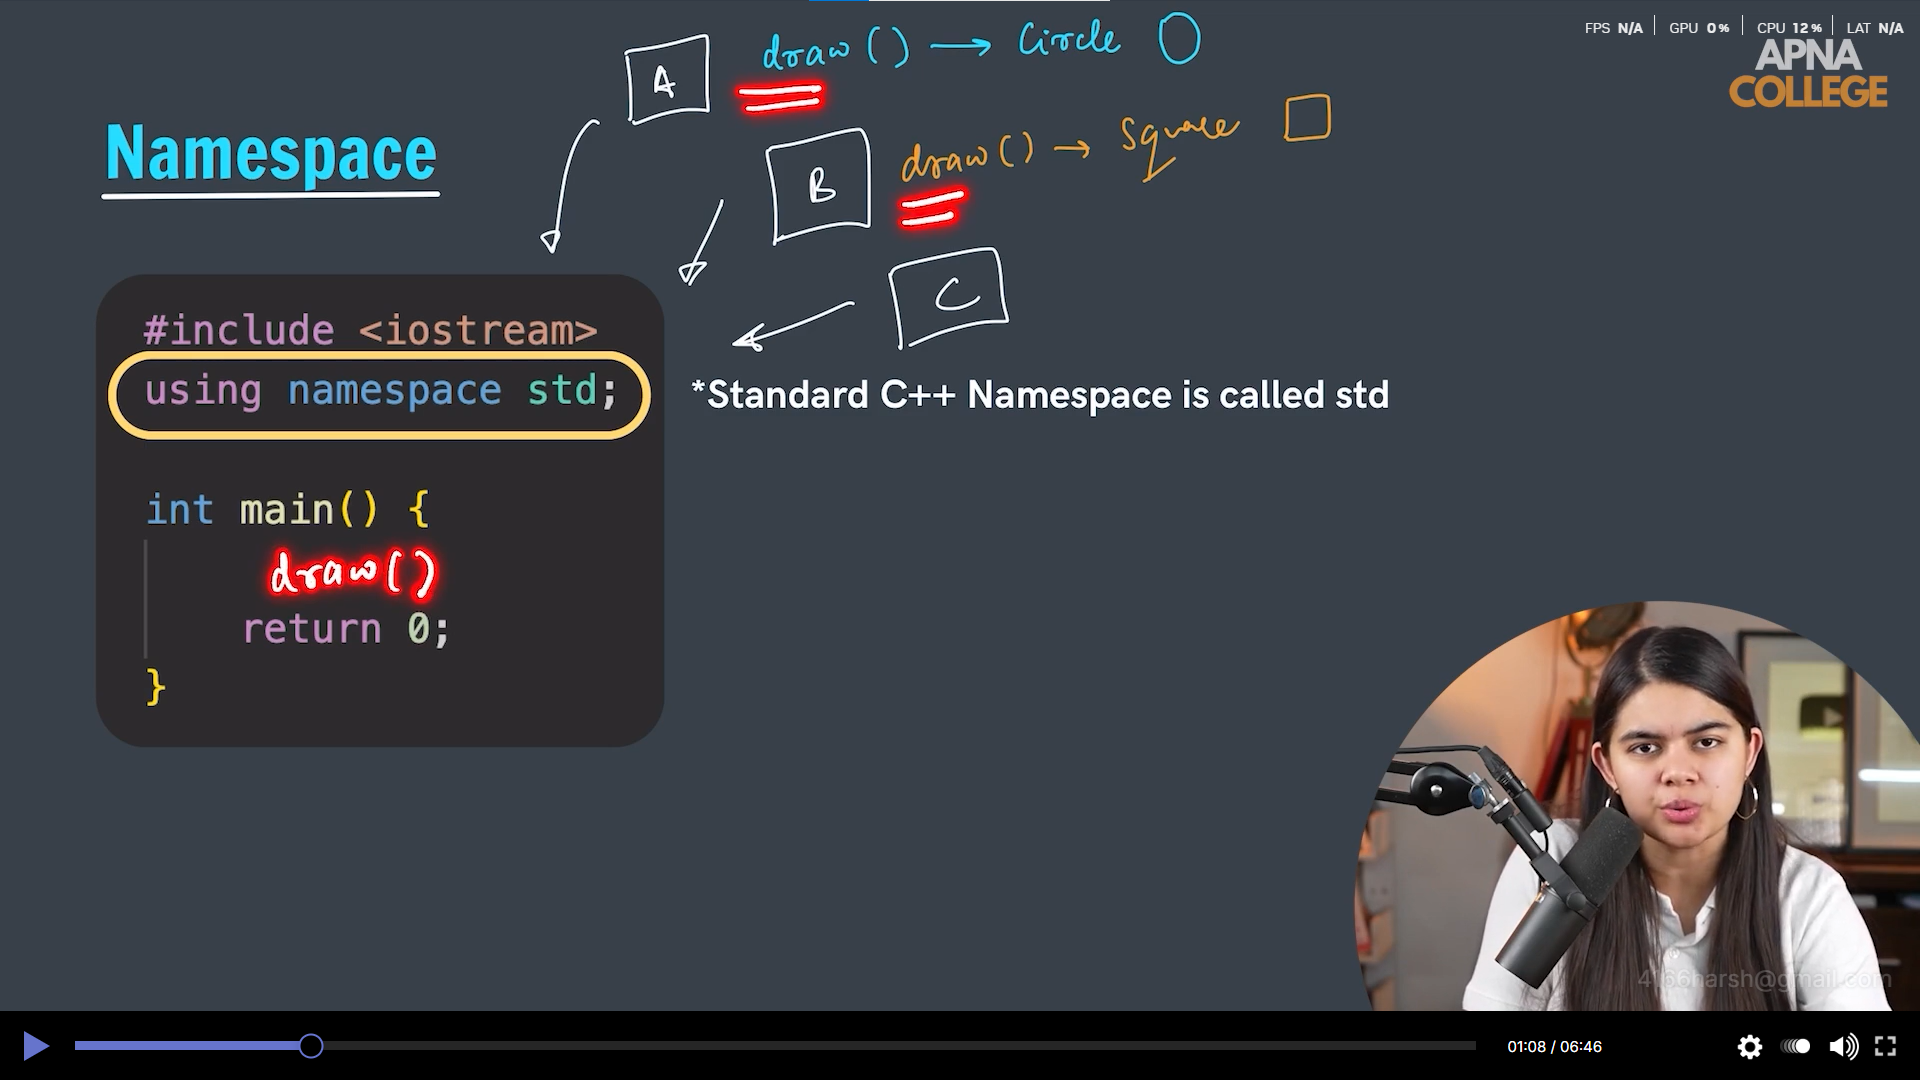 FPS N/A GPU 0% CPU 12% LAT N/A
APNA
COLLEGE
A draw() → Circle
B draw() → Square
C
Namespace
#include <iostream>
using namespace std;
*Standard C++ Namespace is called std
int main() {
draw()
return 0;
}
4166harsh@gmail.com
01:08 / 06:46